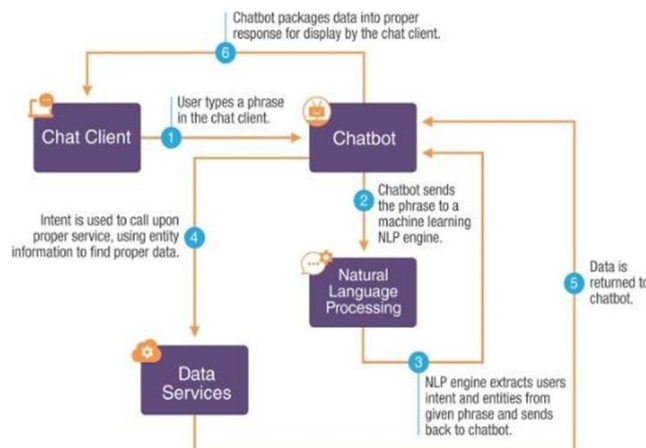 Chatbot packages data into proper
response for display by the chat client.
6
User types a phrase
in the chat client.
1
Chat Client
Chatbot
2
Chatbot sends
the phrase to a
machine learning
NLP engine.
Intent is used to call upon
proper service, using entity
information to find proper data.
4
Natural
Language
Processing
5
Data is
returned to
chatbot.
3
NLP engine extracts users
intent and entities from
given phrase and sends
back to chatbot.
Data
Services